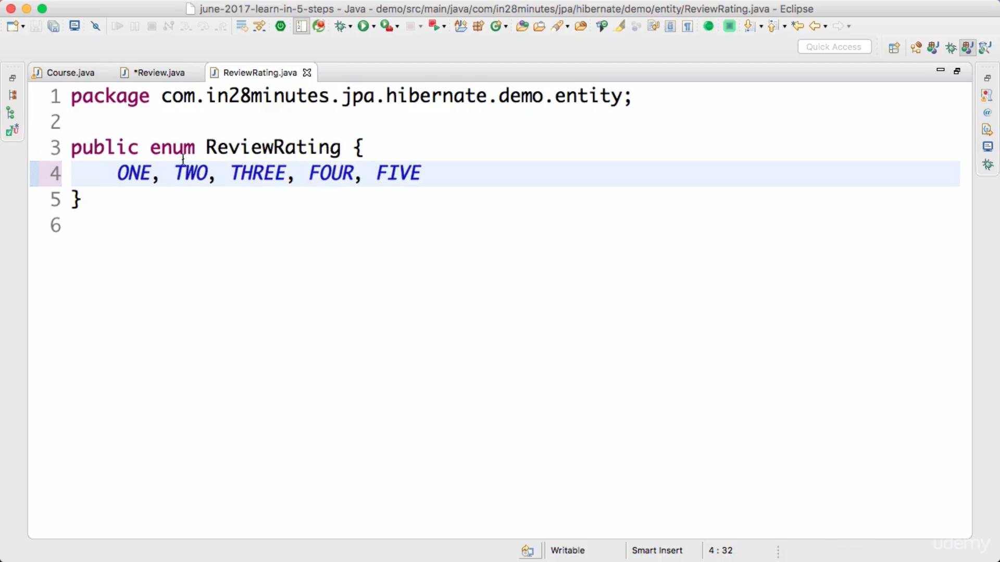 june-2017-learn-in-5-steps - Java - demo/src/main/java/com/in28minutes/jpa/hibernate/demo/entity/ReviewRating.java - Eclipse
Quick Access
Course.java *Review.java ReviewRating.java
1 package com.in28minutes.jpa.hibernate.demo.entity;
2
3 public enum ReviewRating {
4 ONE, TWO, THREE, FOUR, FIVE
5 }
6
Writable Smart Insert 4 : 32
udemy